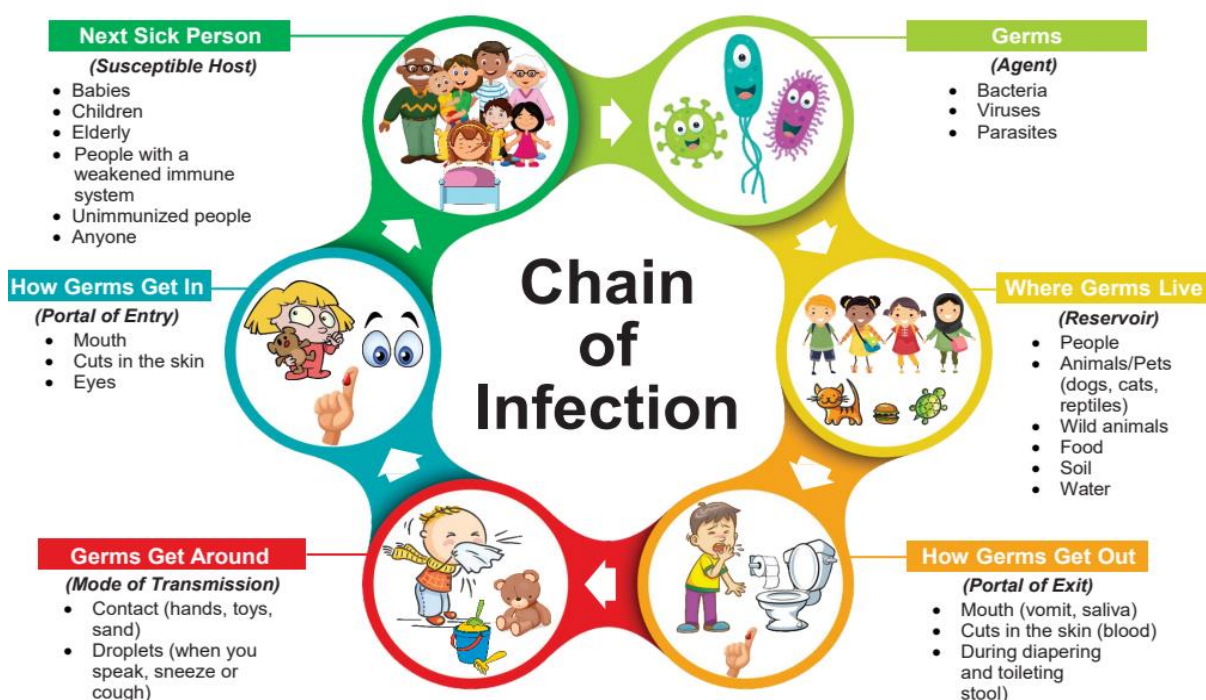 Next Sick Person
(Susceptible Host)
• Babies
• Children
• Elderly
• People with a
weakened immune
system
• Unimmunized people
• Anyone
Germs
(Agent)
• Bacteria
• Viruses
• Parasites
Chain
of
Infection
How Germs Get In
(Portal of Entry)
• Mouth
• Cuts in the skin
• Eyes
Where Germs Live
(Reservoir)
• People
• Animals/Pets
(dogs, cats,
reptiles)
• Wild animals
• Food
• Soil
• Water
Germs Get Around
(Mode of Transmission)
• Contact (hands, toys,
sand)
• Droplets (when you
speak, sneeze or
cough)
How Germs Get Out
(Portal of Exit)
• Mouth (vomit, saliva)
• Cuts in the skin (blood)
• During diapering
and toileting
stool)